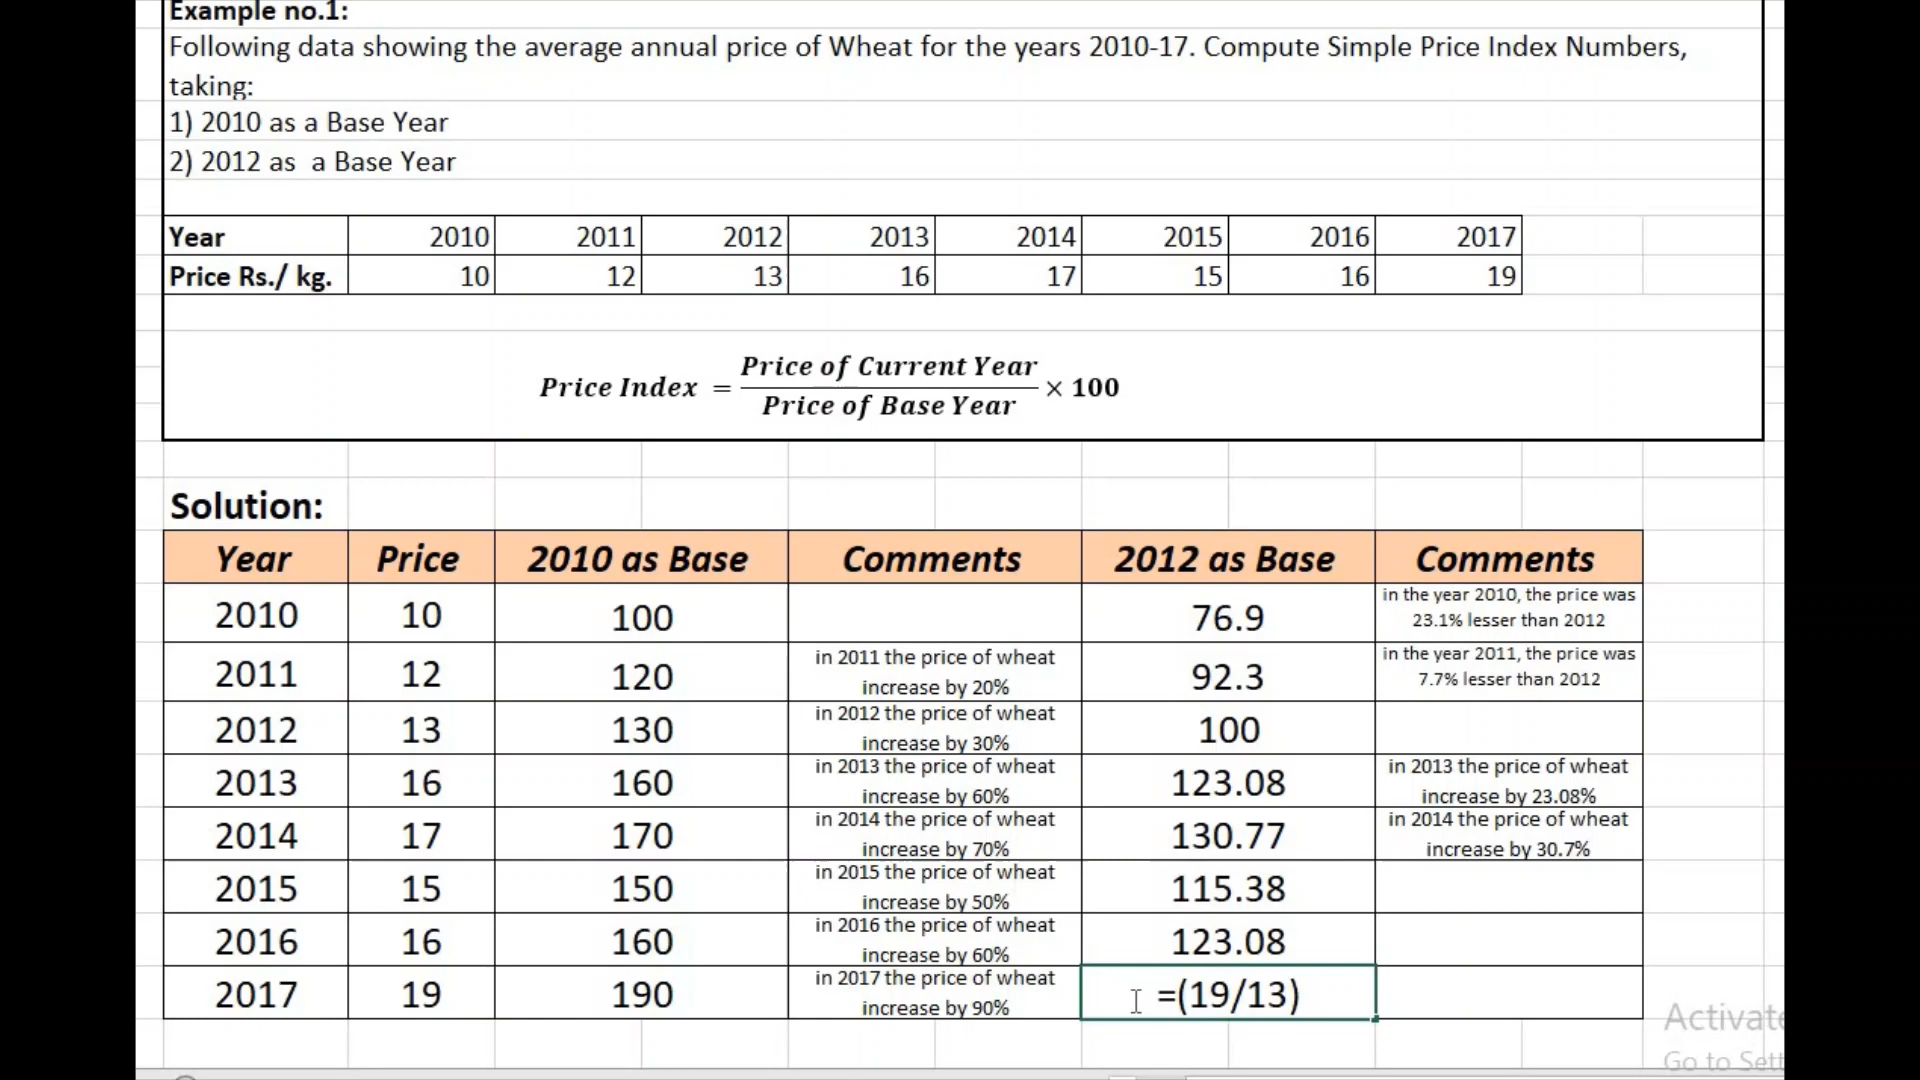 Example no.1:
Following data showing the average annual price of Wheat for the years 2010-17. Compute Simple Price Index Numbers,
taking:
1) 2010 as a Base Year
2) 2012 as  a Base Year
Year 2010 2011 2012 2013 2014 2015 2016 2017
Price Rs./ kg. 10 12 13 16 17 15 16 19
Price Index = Price of Current Year / Price of Base Year × 100
Solution:
Year Price 2010 as Base Comments 2012 as Base Comments
2010 10 100 76.9 in the year 2010, the price was
23.1% lesser than 2012
2011 12 120 in 2011 the price of wheat
increase by 20% 92.3 in the year 2011, the price was
7.7% lesser than 2012
2012 13 130 in 2012 the price of wheat
increase by 30% 100
2013 16 160 in 2013 the price of wheat
increase by 60% 123.08 in 2013 the price of wheat
increase by 23.08%
2014 17 170 in 2014 the price of wheat
increase by 70% 130.77 in 2014 the price of wheat
increase by 30.7%
2015 15 150 in 2015 the price of wheat
increase by 50% 115.38
2016 16 160 in 2016 the price of wheat
increase by 60% 123.08
2017 19 190 in 2017 the price of wheat
increase by 90% =(19/13)
Activate
Go to Sett